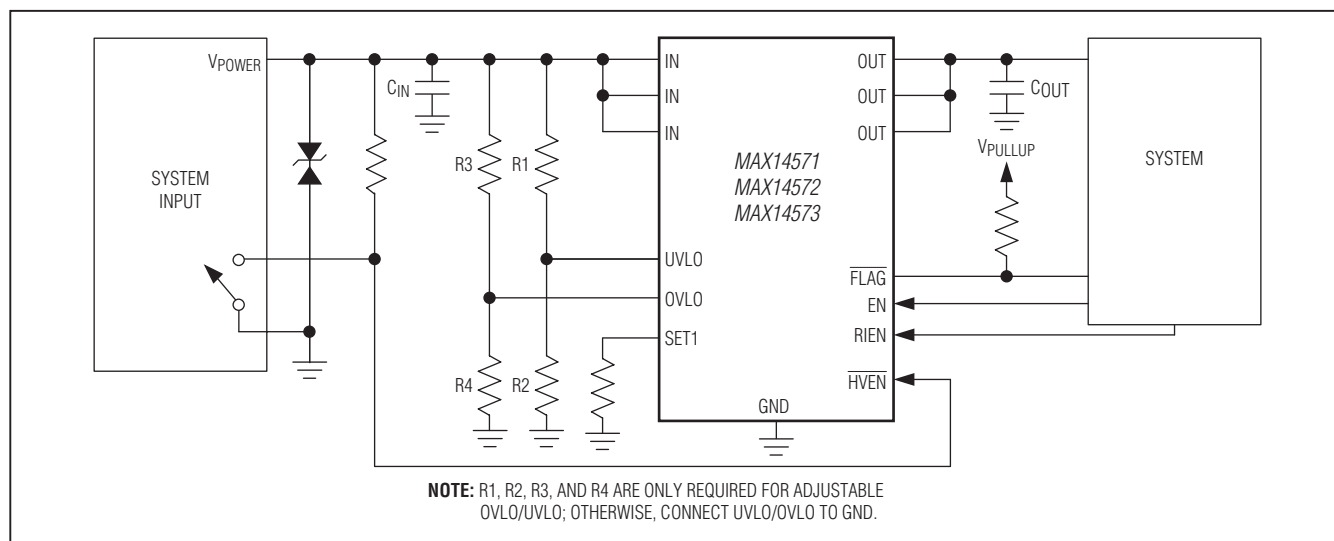 VPOWER
SYSTEM
INPUT
CIN
R3
R1
R4
R2
IN
IN
IN
UVLO
OVLO
SET1
MAX14571
MAX14572
MAX14573
GND
OUT
OUT
OUT
FLAG
EN
RIEN
HVEN
COUT
VPULLUP
SYSTEM
NOTE: R1, R2, R3, AND R4 ARE ONLY REQUIRED FOR ADJUSTABLE
OVLO/UVLO; OTHERWISE, CONNECT UVLO/OVLO TO GND.